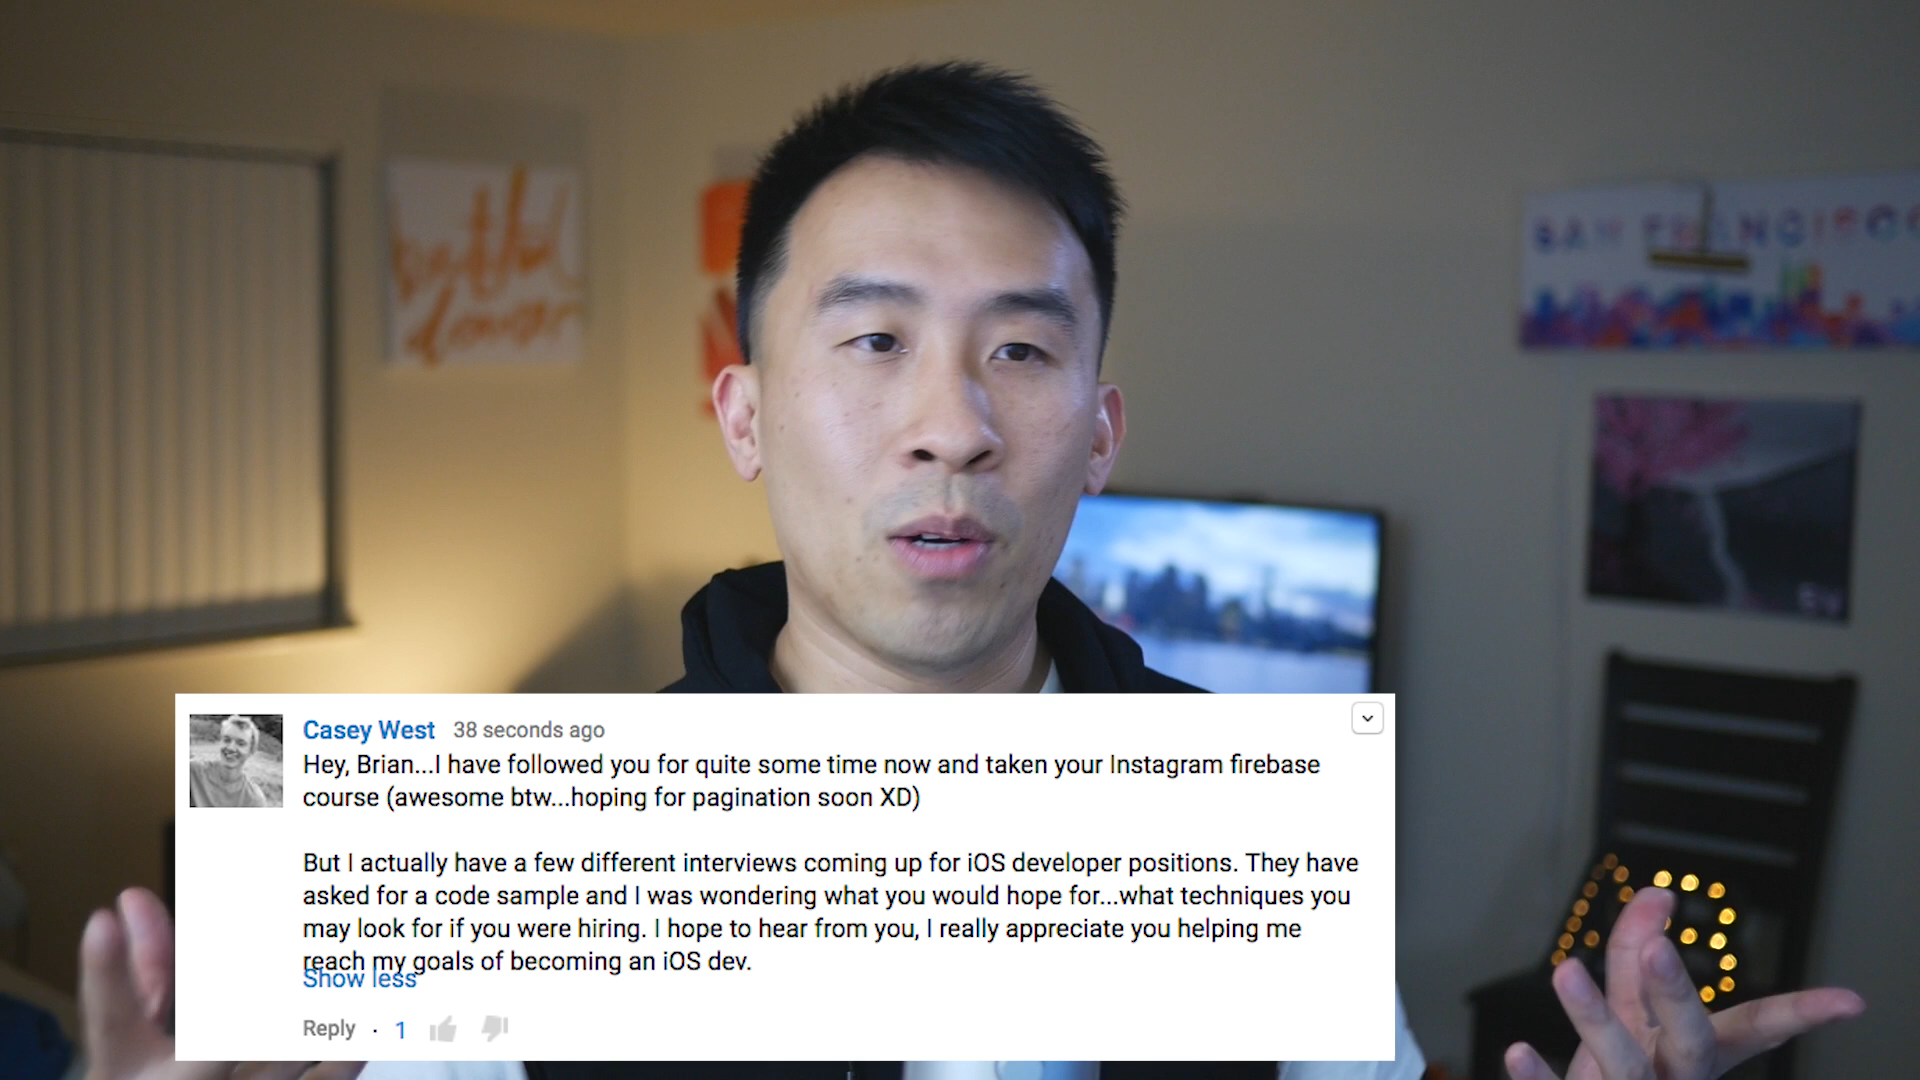 SAN FRANCISCO
Casey West 38 seconds ago
Hey, Brian...I have followed you for quite some time now and taken your Instagram firebase
course (awesome btw...hoping for pagination soon XD)
But I actually have a few different interviews coming up for iOS developer positions. They have
asked for a code sample and I was wondering what you would hope for...what techniques you
may look for if you were hiring. I hope to hear from you, I really appreciate you helping me
reach my goals of becoming an iOS dev.
Show less
Reply · 1